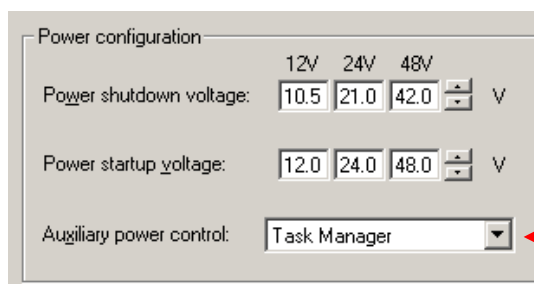 Power configuration
12V 24V 48V
Power shutdown voltage: 10.5 21.0 42.0 V
Power startup voltage: 12.0 24.0 48.0 V
Auxiliary power control: Task Manager